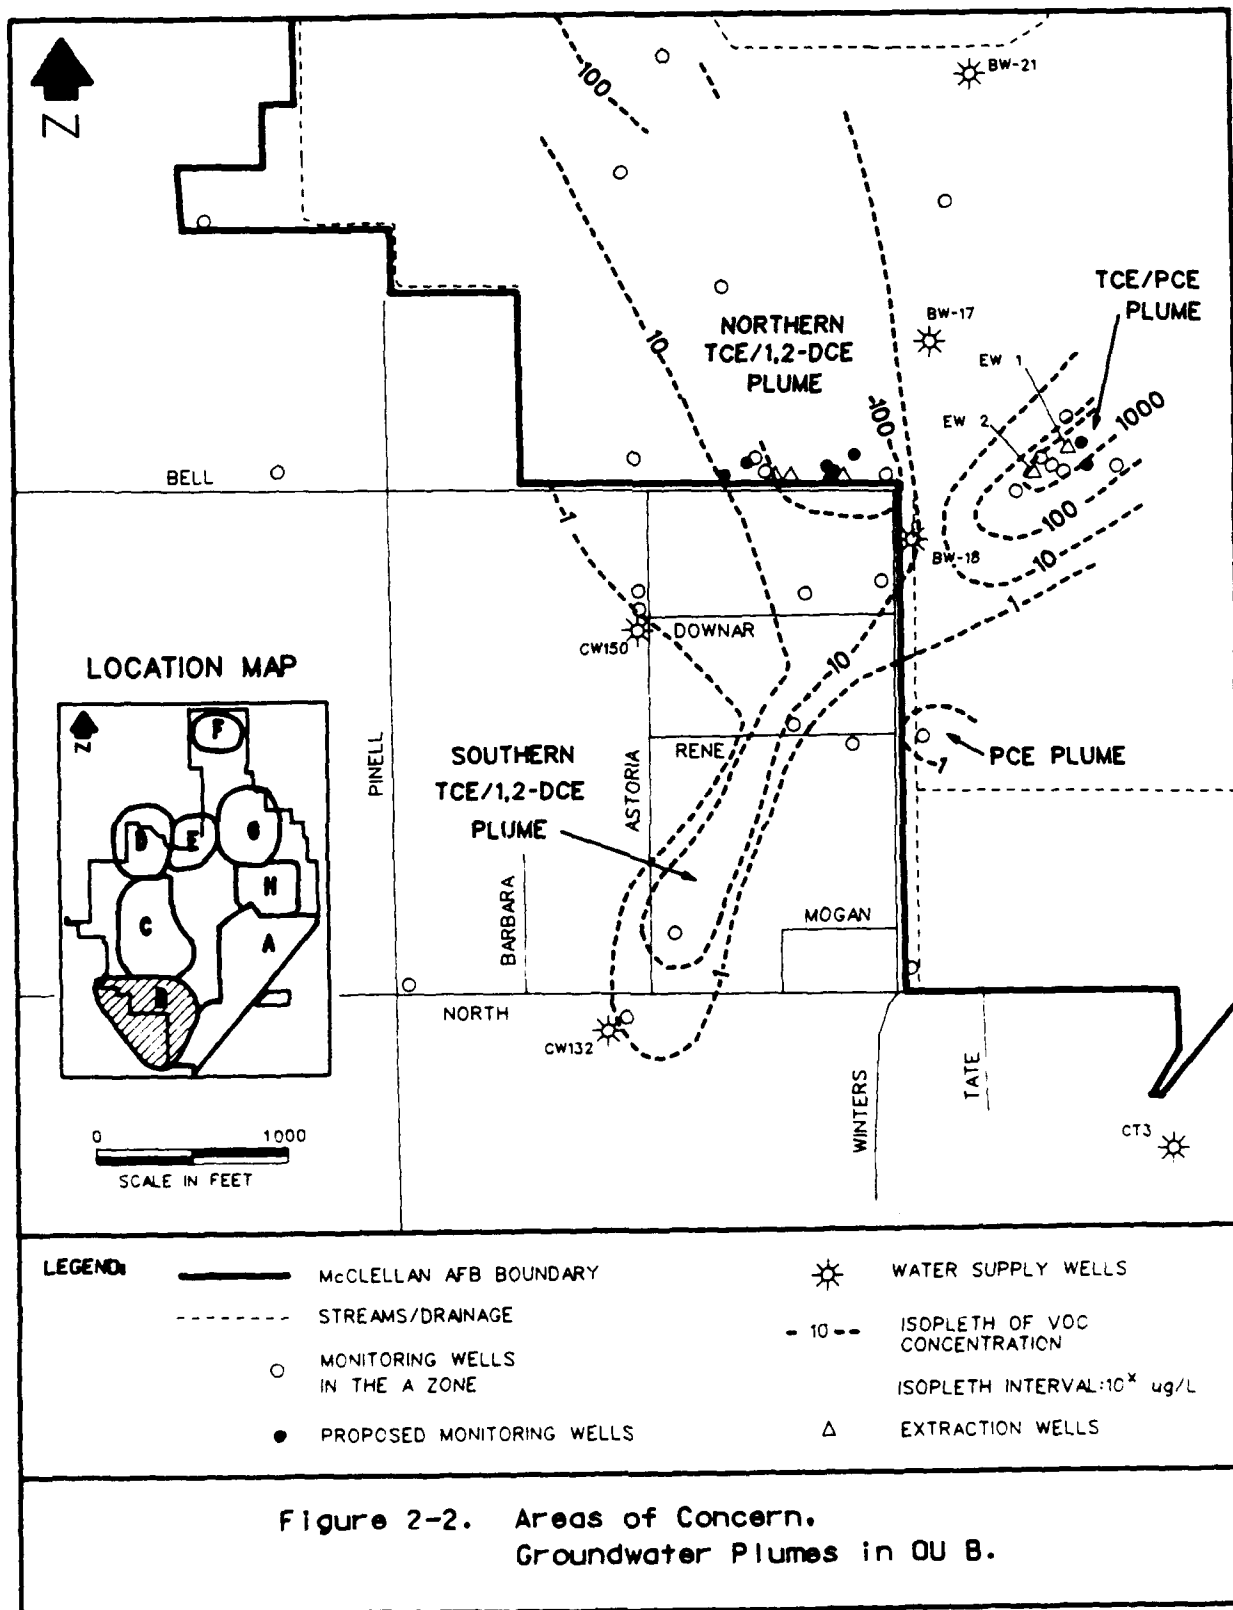 Z
100
BW-21
10
NORTHERN
TCE/1,2-DCE
PLUME
BW-17
TCE/PCE
PLUME
EW 1
EW 2
100
1000
100
10
1
BELL
1
BW-18
CW150
DOWNAR
10
1
RENE
PCE PLUME
1
PINELL
ASTORIA
SOUTHERN
TCE/1,2-DCE
PLUME
BARBARA
MOGAN
1
NORTH
CW132
WINTERS
TATE
CT3
LOCATION MAP
Z
F
D
E
G
H
C
A
B
0 1000
SCALE IN FEET
LEGEND:
McCLELLAN AFB BOUNDARY
STREAMS/DRAINAGE
MONITORING WELLS
IN THE A ZONE
PROPOSED MONITORING WELLS
WATER SUPPLY WELLS
- 10 -- ISOPLETH OF VOC
CONCENTRATION
ISOPLETH INTERVAL:10ˣ ug/L
EXTRACTION WELLS
Figure 2-2. Areas of Concern.
Groundwater Plumes in OU B.